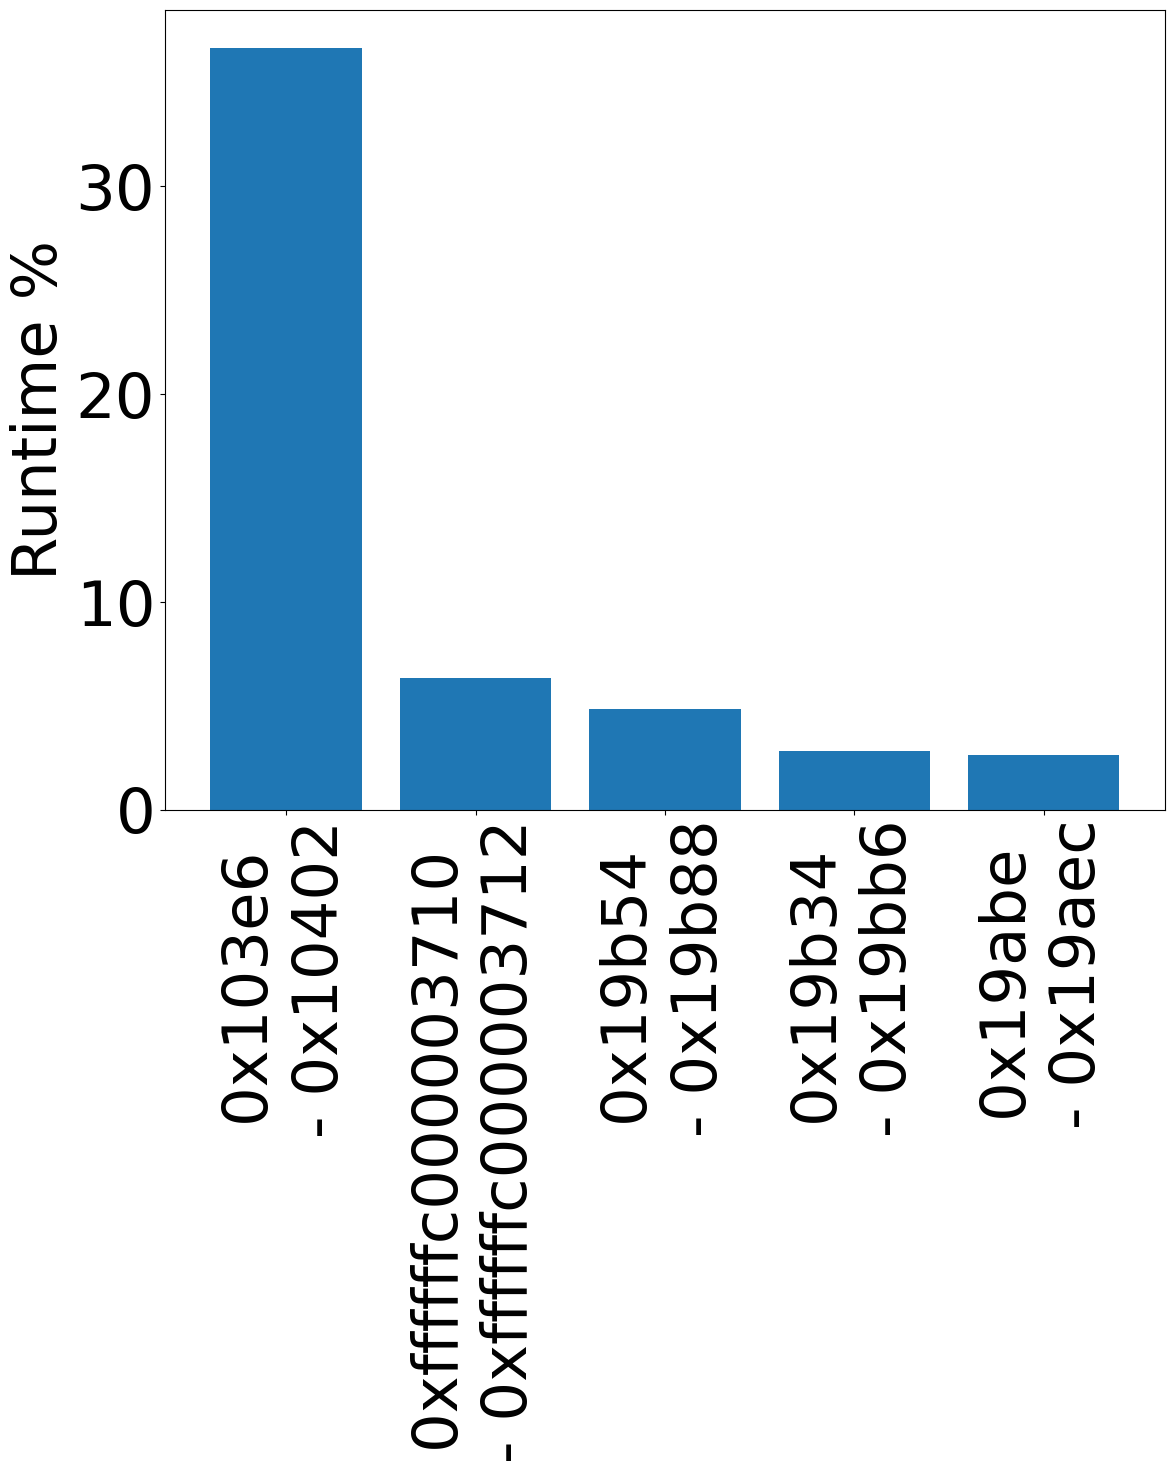 30
20
10
0
Runtime %
0x103e6
- 0x10402
0xffffffc000003710
- 0xffffffc000003712
0x19b54
- 0x19b88
0x19b34
- 0x19bb6
0x19abe
- 0x19aec